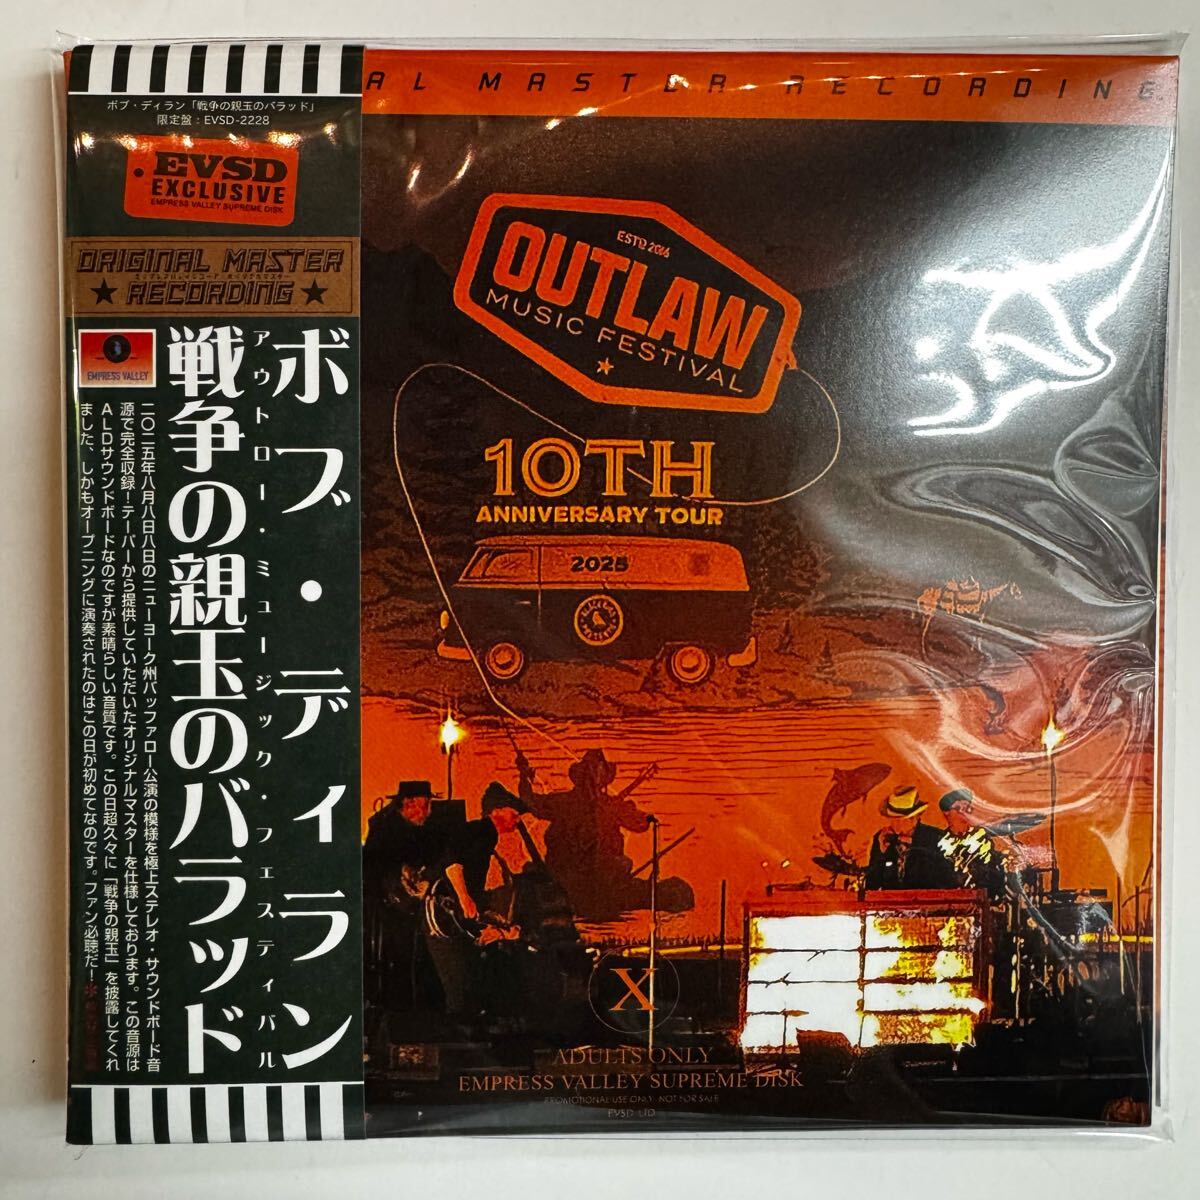 ボブ・ディラン「戦争の親玉のバラッド」
限定盤：EVSD-2228
EVSD
EXCLUSIVE
EMPRESS VALLEY SUPREME DISK
ORIGINAL MASTER
RECORDING
EMPRESS VALLEY
ボブ・ディラン
アウトロー・ミュージック・フェスティバル
戦争の親玉のバラッド
二〇二五年八月八日八日のニューヨーク州バッファロー公演の模様を極上ステレオ・サウンドボード音
源で完全収録！テーパーから提供していただいたオリジナルマスターを仕様しております。この音源は
ALDサウンドボードなのですが素晴らしい音質です。この日超久々に「戦争の親玉」を披露してくれ
ました、しかもオープニングに演奏されたのはこの日が初めてなのです。ファン必聴だ！
AL MASTER RECORDING
ESTD
OUTLAW
MUSIC FESTIVAL
10TH
ANNIVERSARY TOUR
2025
X
ADULTS ONLY
EMPRESS VALLEY SUPREME DISK
PROMOTIONAL USE ONLY NOT FOR SALE
EVSD LTD